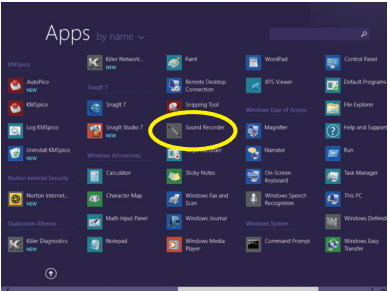 Apps by name
KMSpico
AutoPico
NEW
KMSpico
Log KMSpico
Uninstall KMSpico
NEW
Norton Internet Security
Norton Internet...
NEW
Qualcomm Atheros
Killer Diagnostics
NEW
Killer Network...
NEW
SnagIt 7
SnagIt 7
SnagIt Studio 7
NEW
Windows Accessories
Calculator
Character Map
Math Input Panel
Notepad
Paint
Remote Desktop
Connection
Snipping Tool
Sound Recorder
Recorder
Sticky Notes
Windows Fax and
Scan
Windows Journal
Windows Media
Player
WordPad
XPS Viewer
Windows Ease of Access
Magnifier
Narrator
On-Screen
Keyboard
Windows Speech
Recognition
Windows System
Command Prompt
Control Panel
Default Programs
File Explorer
Help and Support
Run
Task Manager
This PC
Windows Defend
Windows Easy
Transfer